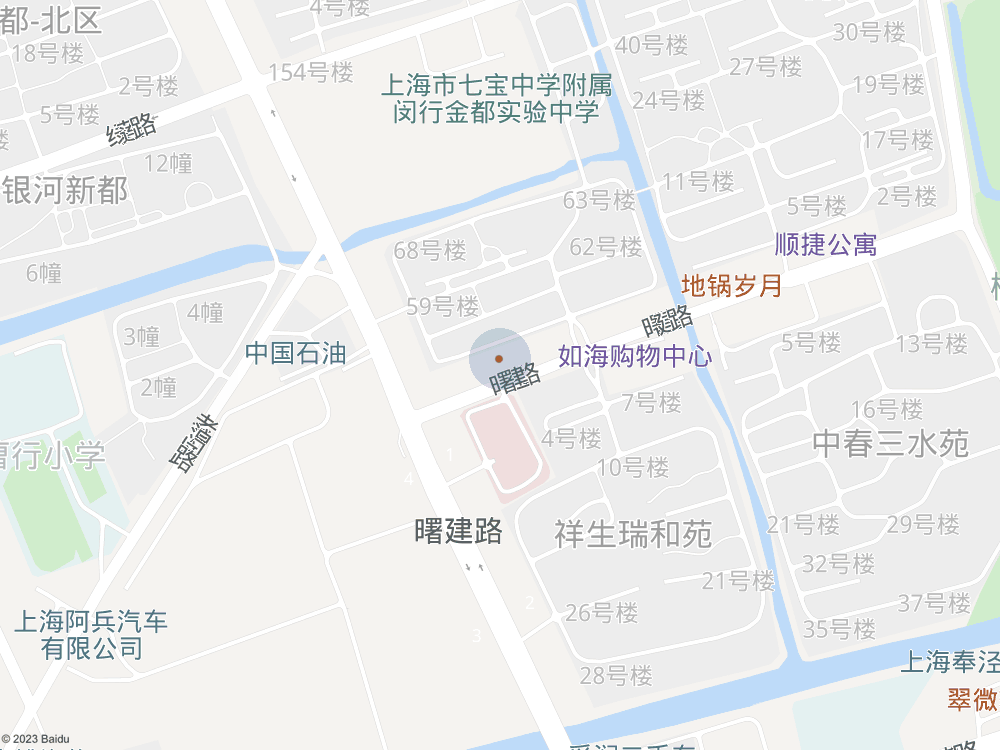 4号楼
都-北区
18号楼
30号楼
40号楼
154号楼
27号楼
2号楼
上海市七宝中学附属
闵行金都实验中学
19号楼
24号楼
5号楼
17号楼
12幢
11号楼
银河新都
63号楼
2号楼
5号楼
68号楼
62号楼
顺捷公寓
6幢
地锅岁月
4幢
59号楼
3幢
中国石油
如海购物中心
5号楼
13号楼
2幢
曙建路
7号楼
16号楼
4号楼
中春三水苑
曹行小学
10号楼
4
曙建路
祥生瑞和苑
21号楼
29号楼
32号楼
21号楼
2
26号楼
37号楼
上海阿兵汽车
有限公司
3
35号楼
上海奉泾
28号楼
翠微
© 2023 Baidu